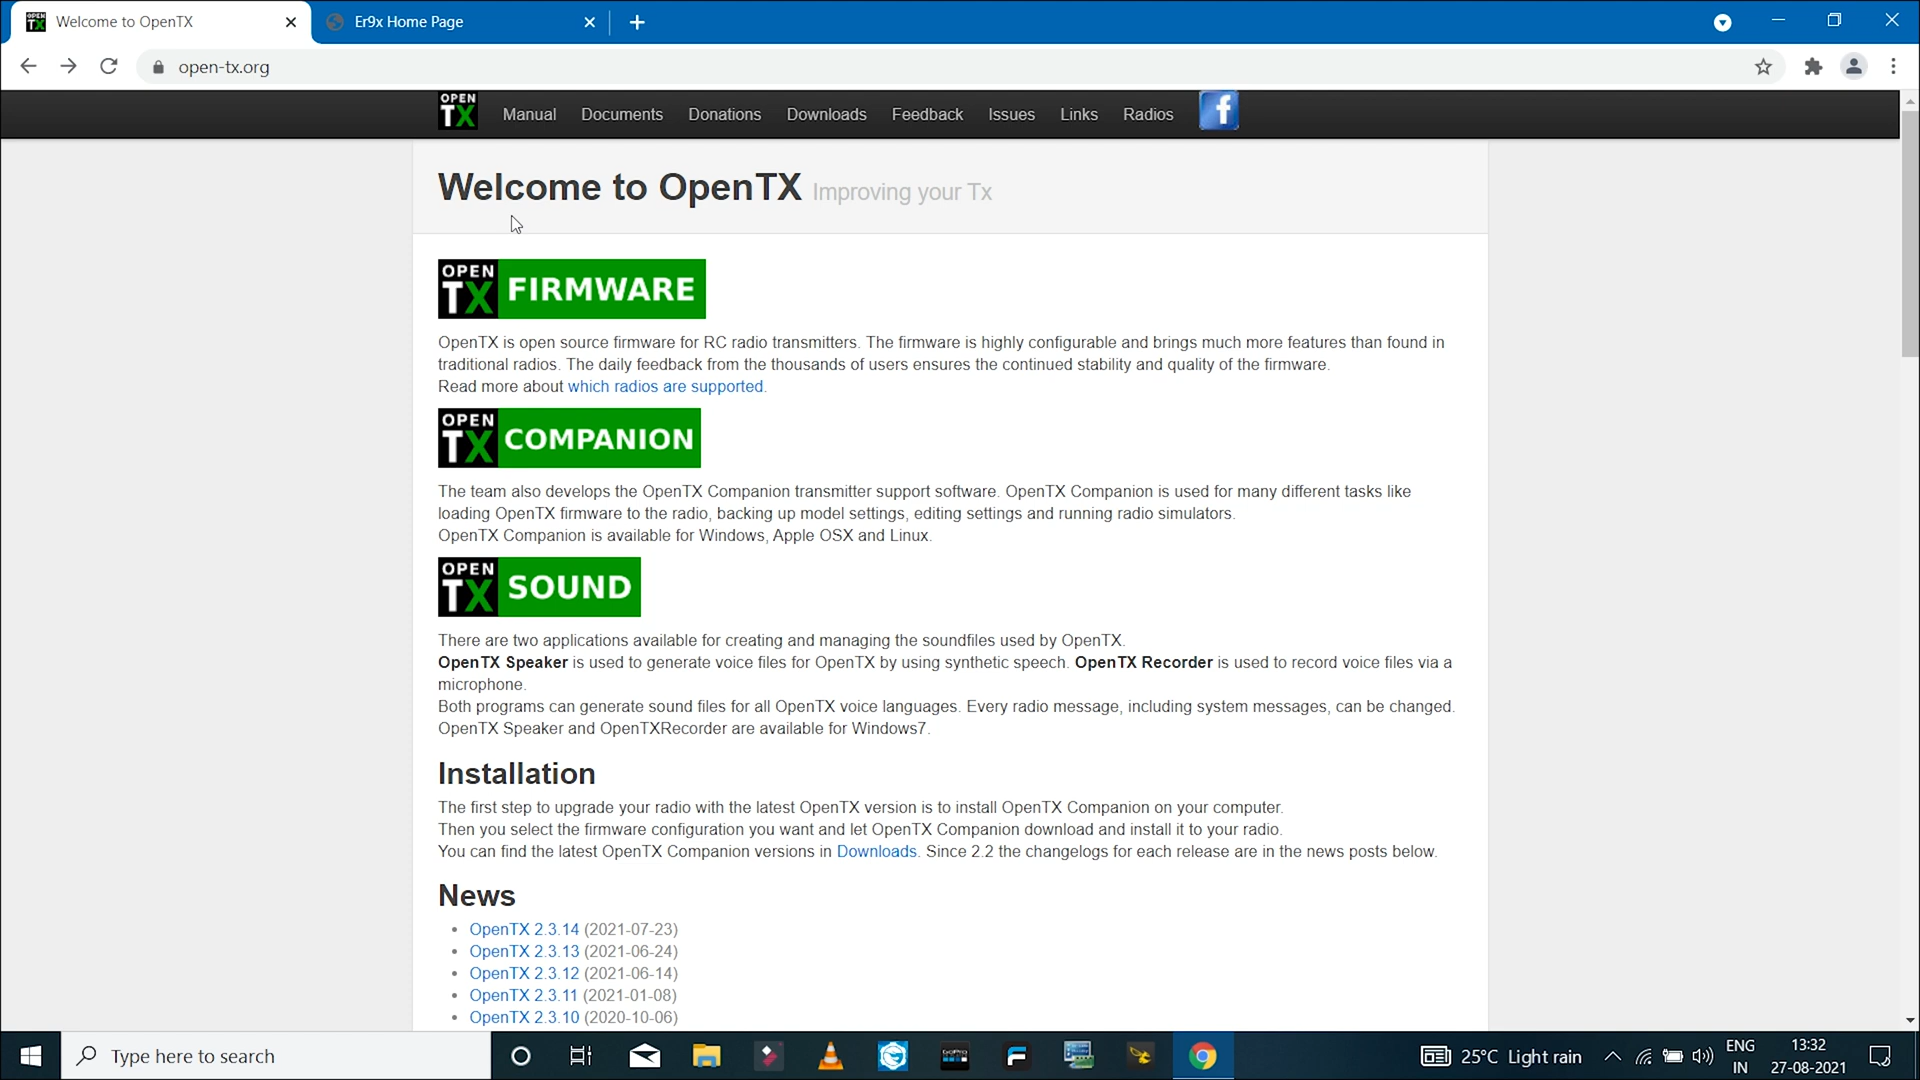 OPEN TX Welcome to OpenTX
Er9x Home Page
open-tx.org
OPEN TX Manual Documents Donations Downloads Feedback Issues Links Radios f
Welcome to OpenTX Improving your Tx
OPEN TX FIRMWARE
OpenTX is open source firmware for RC radio transmitters. The firmware is highly configurable and brings much more features than found in
traditional radios. The daily feedback from the thousands of users ensures the continued stability and quality of the firmware.
Read more about which radios are supported.
OPEN TX COMPANION
The team also develops the OpenTX Companion transmitter support software. OpenTX Companion is used for many different tasks like
loading OpenTX firmware to the radio, backing up model settings, editing settings and running radio simulators.
OpenTX Companion is available for Windows, Apple OSX and Linux.
OPEN TX SOUND
There are two applications available for creating and managing the soundfiles used by OpenTX.
OpenTX Speaker is used to generate voice files for OpenTX by using synthetic speech. OpenTX Recorder is used to record voice files via a
microphone.
Both programs can generate sound files for all OpenTX voice languages. Every radio message, including system messages, can be changed.
OpenTX Speaker and OpenTXRecorder are available for Windows7.
Installation
The first step to upgrade your radio with the latest OpenTX version is to install OpenTX Companion on your computer.
Then you select the firmware configuration you want and let OpenTX Companion download and install it to your radio.
You can find the latest OpenTX Companion versions in Downloads. Since 2.2 the changelogs for each release are in the news posts below.
News
• OpenTX 2.3.14 (2021-07-23)
• OpenTX 2.3.13 (2021-06-24)
• OpenTX 2.3.12 (2021-06-14)
• OpenTX 2.3.11 (2021-01-08)
• OpenTX 2.3.10 (2020-10-06)
Type here to search
GoPro
25°C Light rain
ENG
IN
13:32
27-08-2021